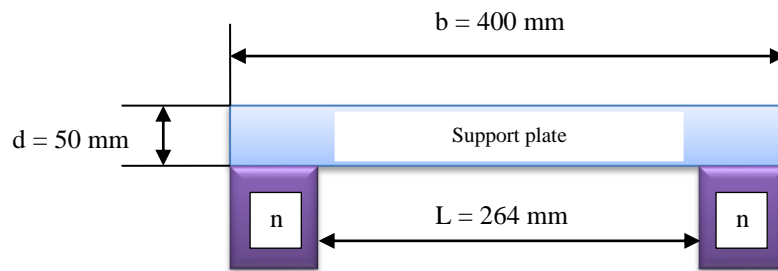 b = 400 mm
d = 50 mm
Support plate
n
L = 264 mm
n